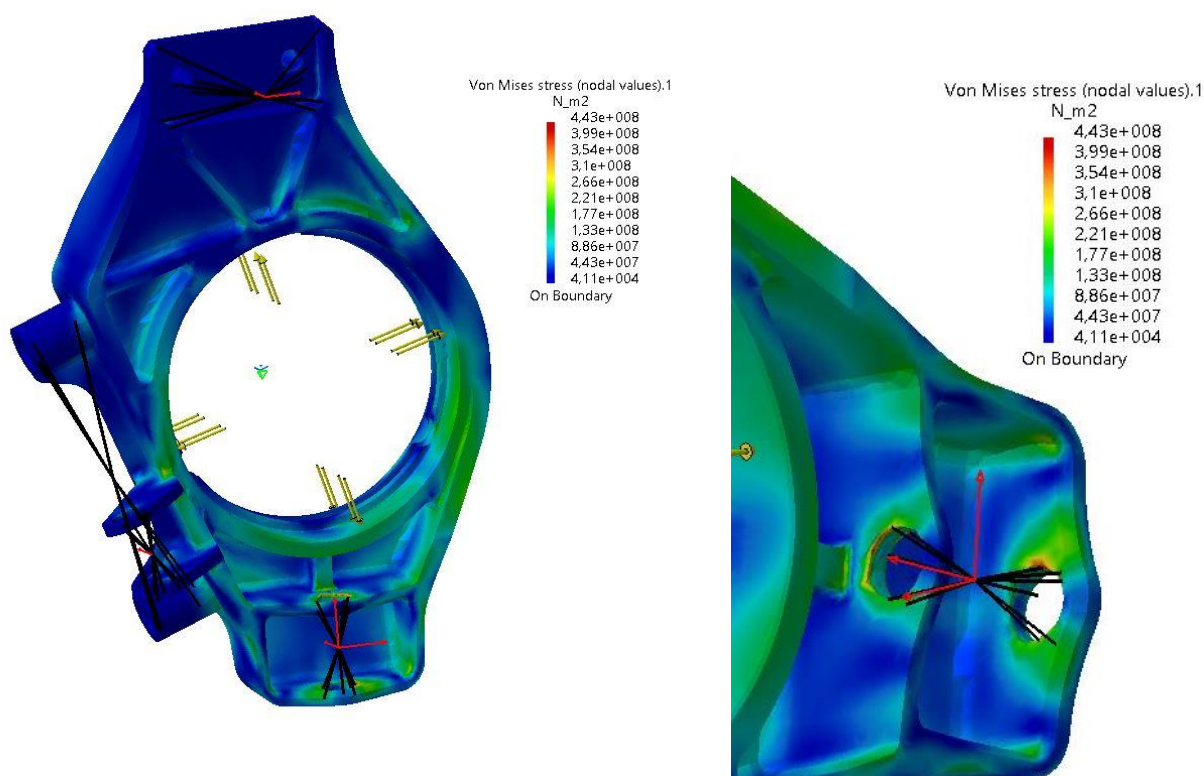 Von Mises stress (nodal values).1
N_m2
4,43e+008
3,99e+008
3,54e+008
3,1e+008
2,66e+008
2,21e+008
1,77e+008
1,33e+008
8,86e+007
4,43e+007
4,11e+004
On Boundary
Von Mises stress (nodal values).1
N_m2
4,43e+008
3,99e+008
3,54e+008
3,1e+008
2,66e+008
2,21e+008
1,77e+008
1,33e+008
8,86e+007
4,43e+007
4,11e+004
On Boundary